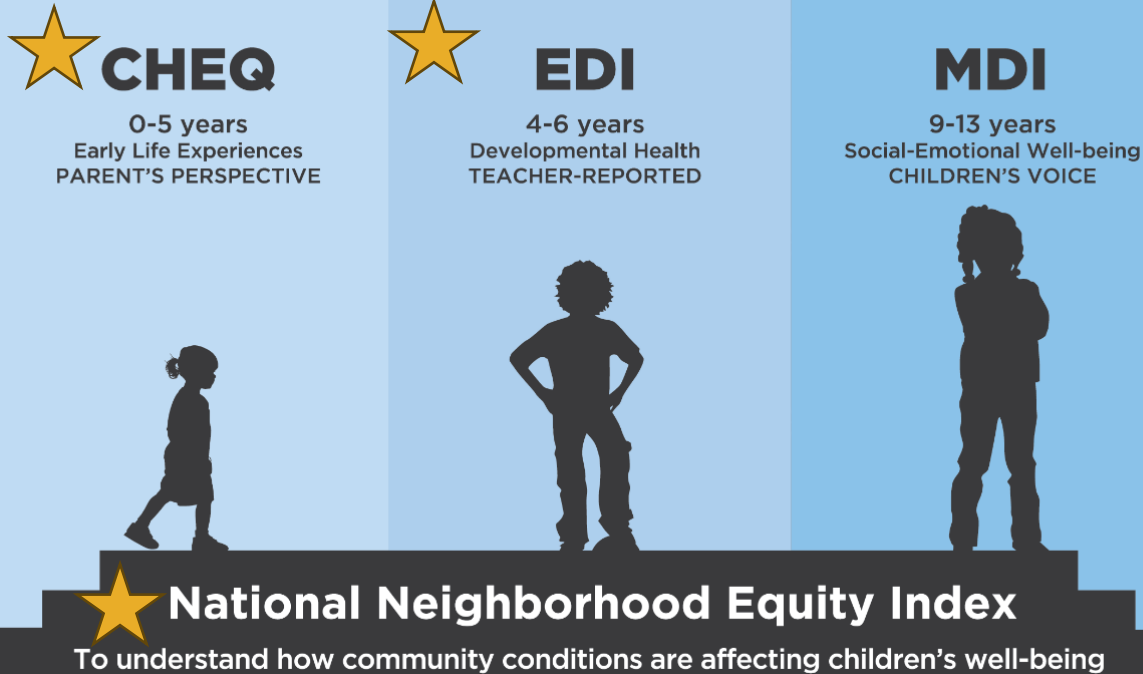 CHEQ
0-5 years
Early Life Experiences
PARENT'S PERSPECTIVE
EDI
4-6 years
Developmental Health
TEACHER-REPORTED
MDI
9-13 years
Social-Emotional Well-being
CHILDREN'S VOICE
National Neighborhood Equity Index
To understand how community conditions are affecting children's well-being